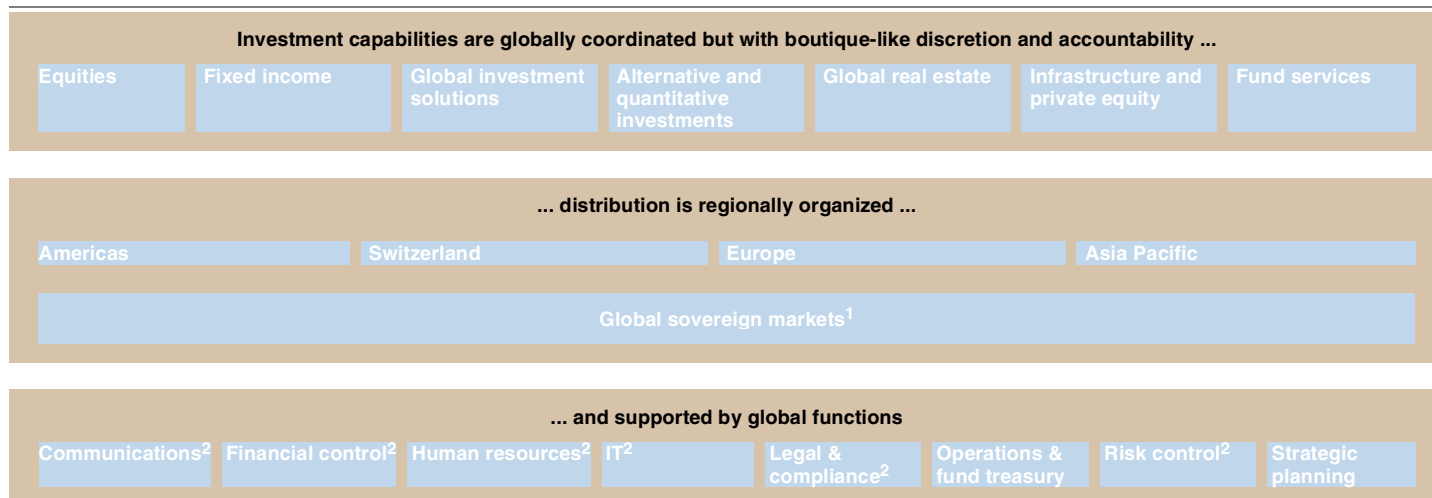 Investment capabilities are globally coordinated but with boutique-like discretion and accountability ...
Equities
Fixed income
Global investment
solutions
Alternative and
quantitative
investments
Global real estate
Infrastructure and
private equity
Fund services
... distribution is regionally organized ...
Americas
Switzerland
Europe
Asia Pacific
Global sovereign markets1
... and supported by global functions
Communications2
Financial control2
Human resources2
IT2
Legal &
compliance2
Operations &
fund treasury
Risk control2
Strategic
planning